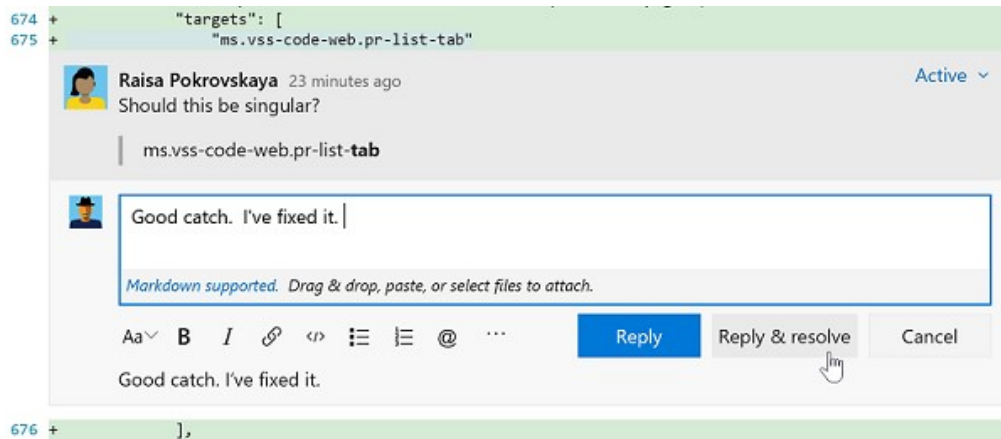 674 + "targets": [
675 + "ms.vss-code-web.pr-list-tab"
Raisa Pokrovskaya 23 minutes ago Active
Should this be singular?
ms.vss-code-web.pr-list-tab
Good catch.  I've fixed it.
Markdown supported. Drag & drop, paste, or select files to attach.
Aa B I </> @ ... Reply Reply & resolve Cancel
Good catch. I've fixed it.
676 + ],